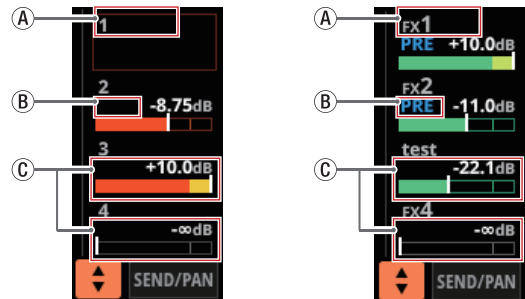 A
1
2
B
-8.75dB
3
C
+10.0dB
4
-∞dB
SEND/PAN
A
FX1
PRE +10.0dB
FX2
B
PRE -11.0dB
test
C
-22.1dB
FX4
-∞dB
SEND/PAN